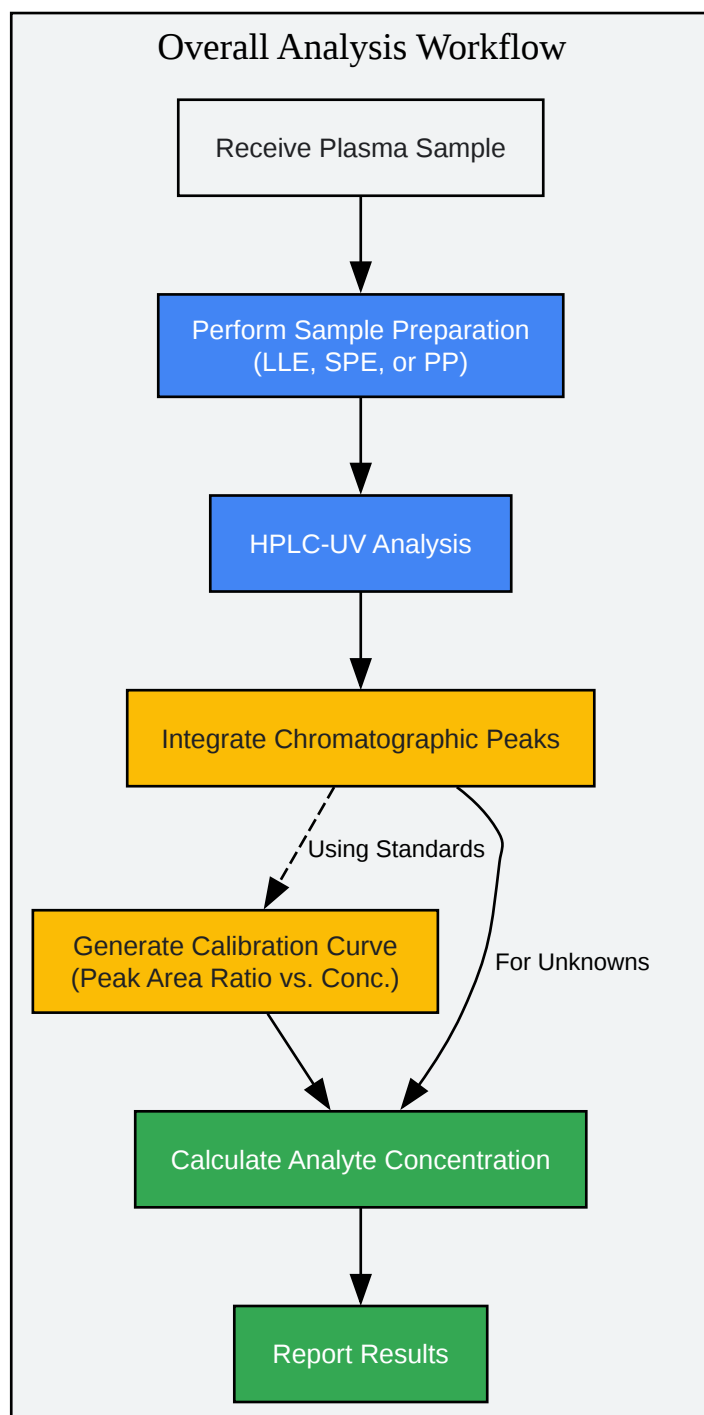 Overall Analysis Workflow
Receive Plasma Sample
Perform Sample Preparation
(LLE, SPE, or PP)
HPLC-UV Analysis
Integrate Chromatographic Peaks
Using Standards
Generate Calibration Curve
(Peak Area Ratio vs. Conc.)
For Unknowns
Calculate Analyte Concentration
Report Results